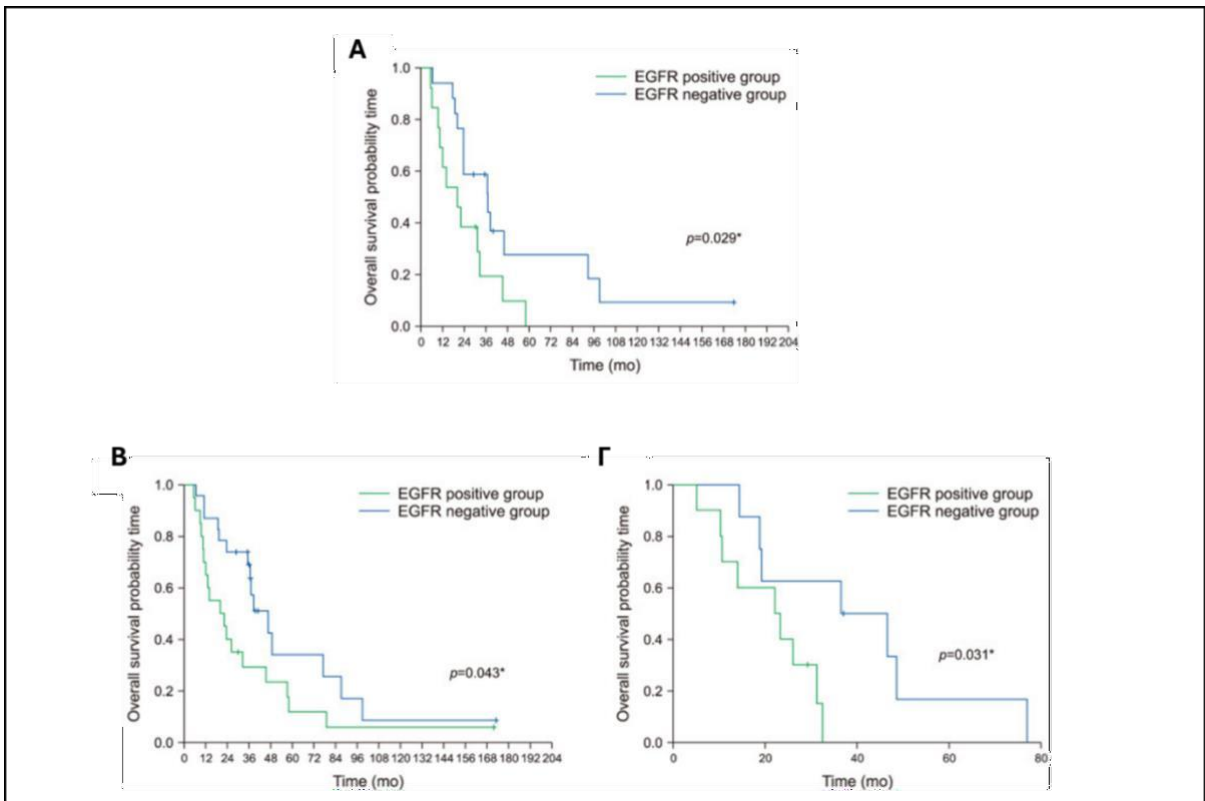 A
Overall survival probability time
1.0
0.8
0.6
0.4
0.2
0.0
EGFR positive group
EGFR negative group
p=0.029*
0 12 24 36 48 60 72 84 96 108 120 132 144 156 168 180 192 204
Time (mo)
B
Overall survival probability time
1.0
0.8
0.6
0.4
0.2
0.0
EGFR positive group
EGFR negative group
p=0.043*
0 12 24 36 48 60 72 84 96 108 120 132 144 156 168 180 192 204
Time (mo)
Γ
Overall survival probability time
1.0
0.8
0.6
0.4
0.2
0.0
EGFR positive group
EGFR negative group
p=0.031*
0 20 40 60 80
Time (mo)